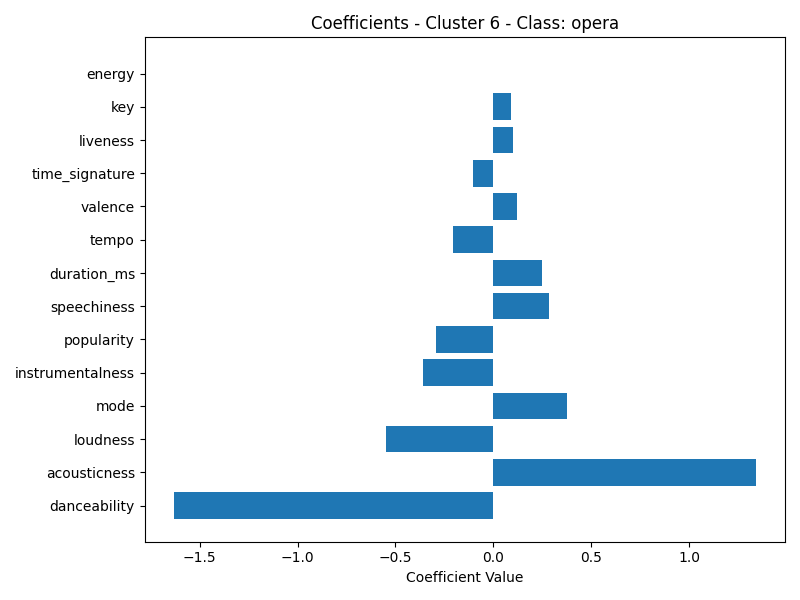 Coefficients - Cluster 6 - Class: opera
energy
key
liveness
time_signature
valence
tempo
duration_ms
speechiness
popularity
instrumentalness
mode
loudness
acousticness
danceability
−1.5 −1.0 −0.5 0.0 0.5 1.0
Coefficient Value